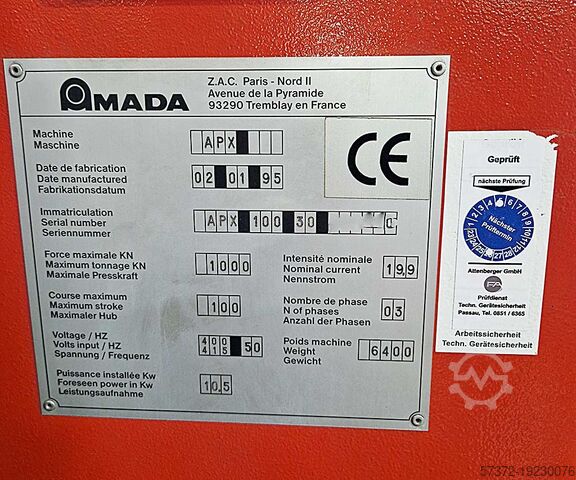 AMADA
Z.A.C. Paris - Nord II
Avenue de la Pyramide
93290 Tremblay en France
Machine
Maschine
APX
CE
Date de fabrication
Date manufactured
Fabrikationsdatum
02 01 95
Immatriculation
Serial number
Seriennummer
APX 100 30
Force maximale KN
Maximum tonnage KN
Maximale Presskraft
1000
Intensité nominale
Nominal current
Nennstrom
19,9
Course maximum
Maximum stroke
Maximaler Hub
100
Nombre de phase
N of phases
Anzahl der Phasen
03
Voltage / HZ
Volts input / HZ
Spannung / Frequenz
400
415 50
Poids machine
Weight
Gewicht
6400
Puissance installée Kw
Foreseen power in Kw
Leistungsaufnahme
10,5
Geprüft
nächste Prüfung
Nächster
Prüftermin
Attenberger GmbH
Prüfdienst
Techn. Gerätesicherheit
Passau, Tel. 0851 / 6365
Arbeitssicherheit
Techn. Gerätesicherheit
57372-19230076